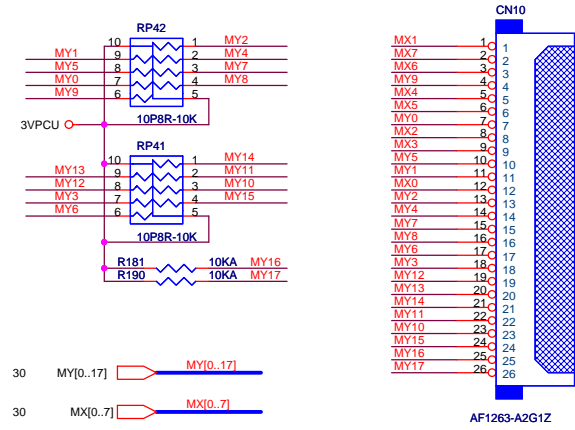 RP42
10 1 MY2
MY1 9 2 MY4
MY5 8 3 MY7
MY0 7 4 MY8
MY9 6 5
3VPCU
10P8R-10K
RP41
10 1 MY14
MY13 9 2 MY11
MY12 8 3 MY10
MY3 7 4 MY15
MY6 6 5
10P8R-10K
R181 10KA MY16
R190 10KA MY17
30 MY[0..17] MY[0..17]
30 MX[0..7] MX[0..7]
CN10
MX1 1 1
MX7 2 2
MX6 3 3
MY9 4 4
MX4 5 5
MX5 6 6
MY0 7 7
MX2 8 8
MX3 9 9
MY5 10 10
MY1 11 11
MX0 12 12
MY2 13 13
MY4 14 14
MY7 15 15
MY8 16 16
MY6 17 17
MY3 18 18
MY12 19 19
MY13 20 20
MY14 21 21
MY11 22 22
MY10 23 23
MY15 24 24
MY16 25 25
MY17 26 26
AF1263-A2G1Z